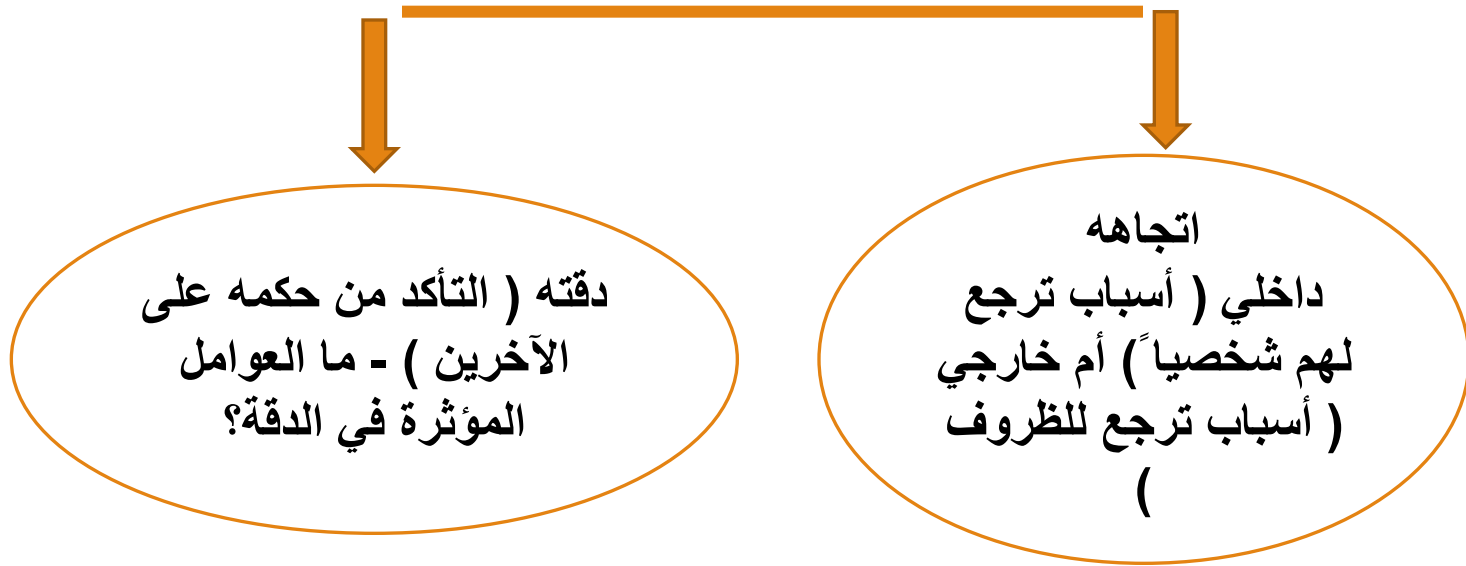 اتجاهه
داخلي ( أسباب ترجع
لهم شخصيا ً) أم خارجي
( أسباب ترجع للظروف
)
دقته ( التأكد من حكمه على
الآخرين ) - ما العوامل
المؤثرة في الدقة؟